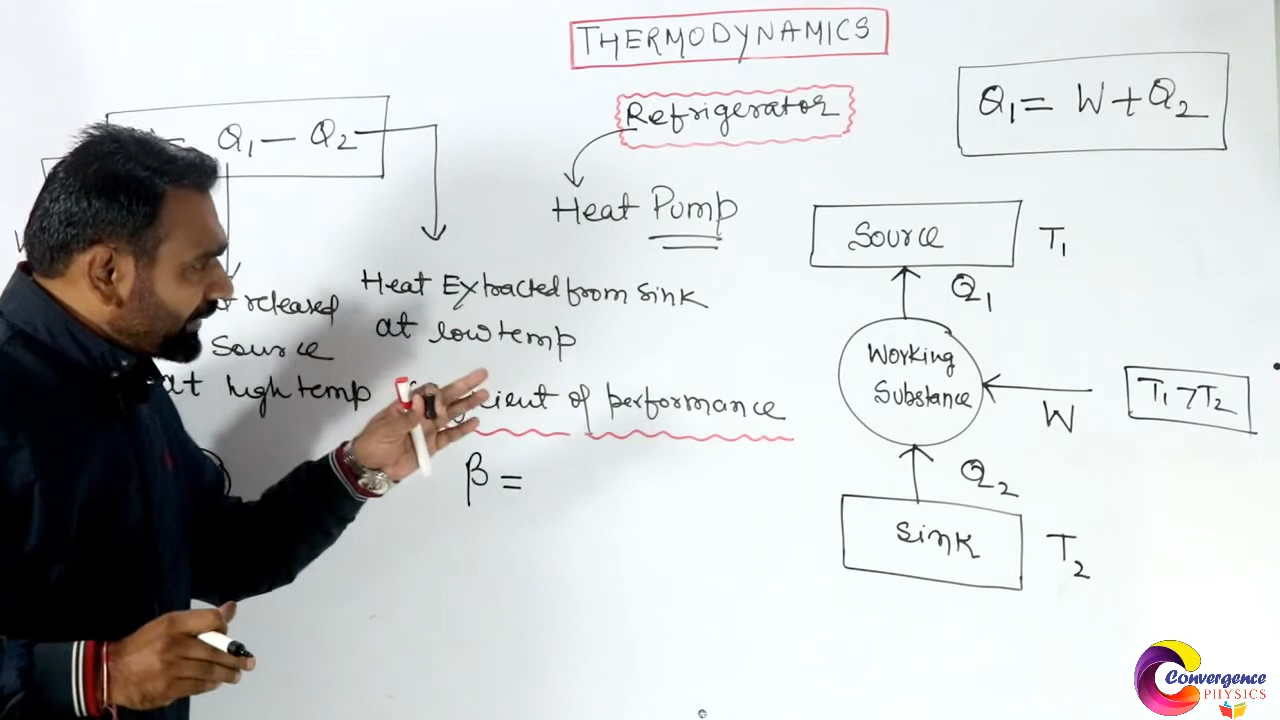 THERMODYNAMICS
Refrigerator
Heat Pump
Q₁ = W + Q₂
= Q₁ – Q₂
released
Source
at high temp
Heat Extracted from Sink
at low temp
of performance
β =
Source T₁
Q₁
Working
Substance
W
T₁ > T₂
Q₂
Sink T₂
Convergence
PHYSICS